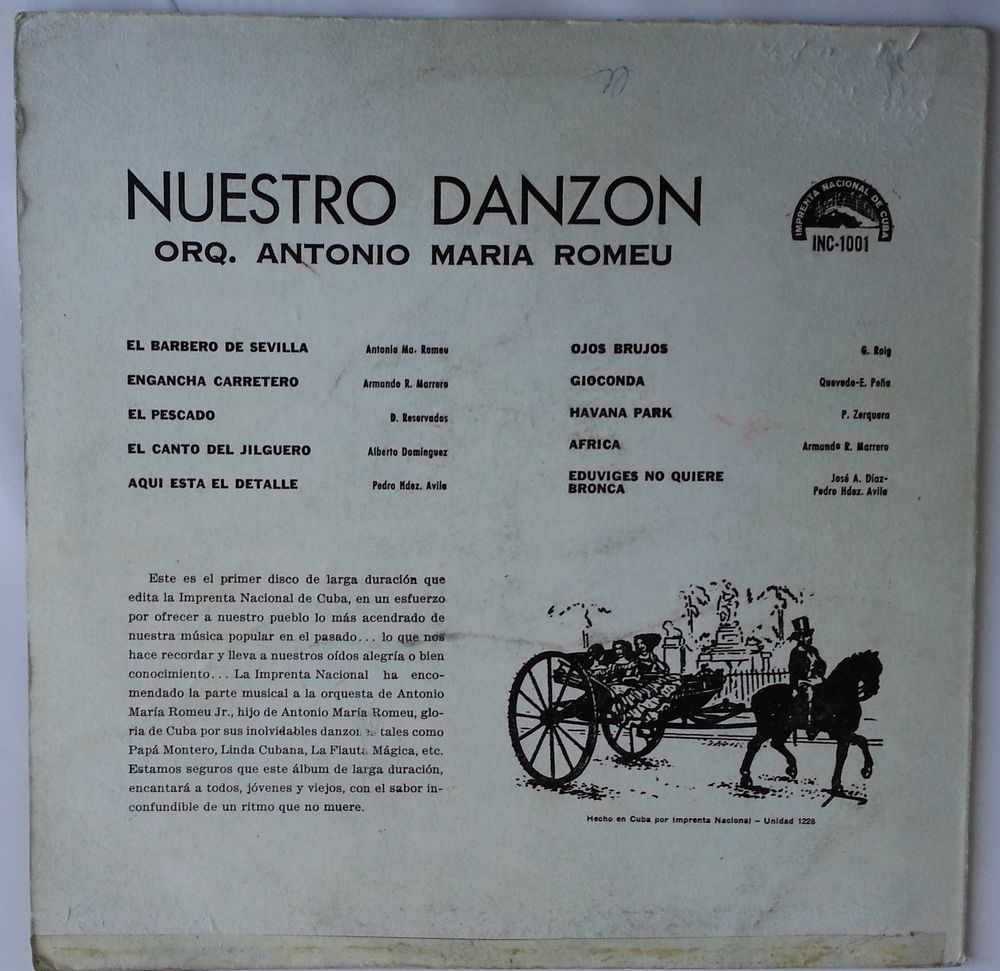 NUESTRO DANZON
ORQ. ANTONIO MARIA ROMEU
IMPRENTA NACIONAL DE CUBA
INC-1001
EL BARBERO DE SEVILLA Antonio Ma. Romeu
ENGANCHA CARRETERO Armando R. Marrero
EL PESCADO D. Reservados
EL CANTO DEL JILGUERO Alberto Domínguez
AQUI ESTA EL DETALLE Pedro Hdez. Avila
OJOS BRUJOS G. Roig
GIOCONDA Quevedo-E. Peña
HAVANA PARK P. Zerquera
AFRICA Armando R. Marrero
EDUVIGES NO QUIERE José A. Díaz-
BRONCA Pedro Hdez. Avila
Este es el primer disco de larga duración que
edita la Imprenta Nacional de Cuba, en un esfuerzo
por ofrecer a nuestro pueblo lo más acendrado de
nuestra música popular en el pasado... lo que nos
hace recordar y lleva a nuestros oídos alegría o bien
conocimiento... La Imprenta Nacional ha enco-
mendado la parte musical a la orquesta de Antonio
María Romeu Jr., hijo de Antonio María Romeu, glo-
ria de Cuba por sus inolvidables tales como
Papá Montero, Linda Cubana, La Flauta Mágica, etc.
Estamos seguros que este álbum de larga duración,
encantará a todos, jóvenes y viejos, con el sabor in-
confundible de un ritmo que no muere.
Hecho en Cuba por Imprenta Nacional - Unidad 1228